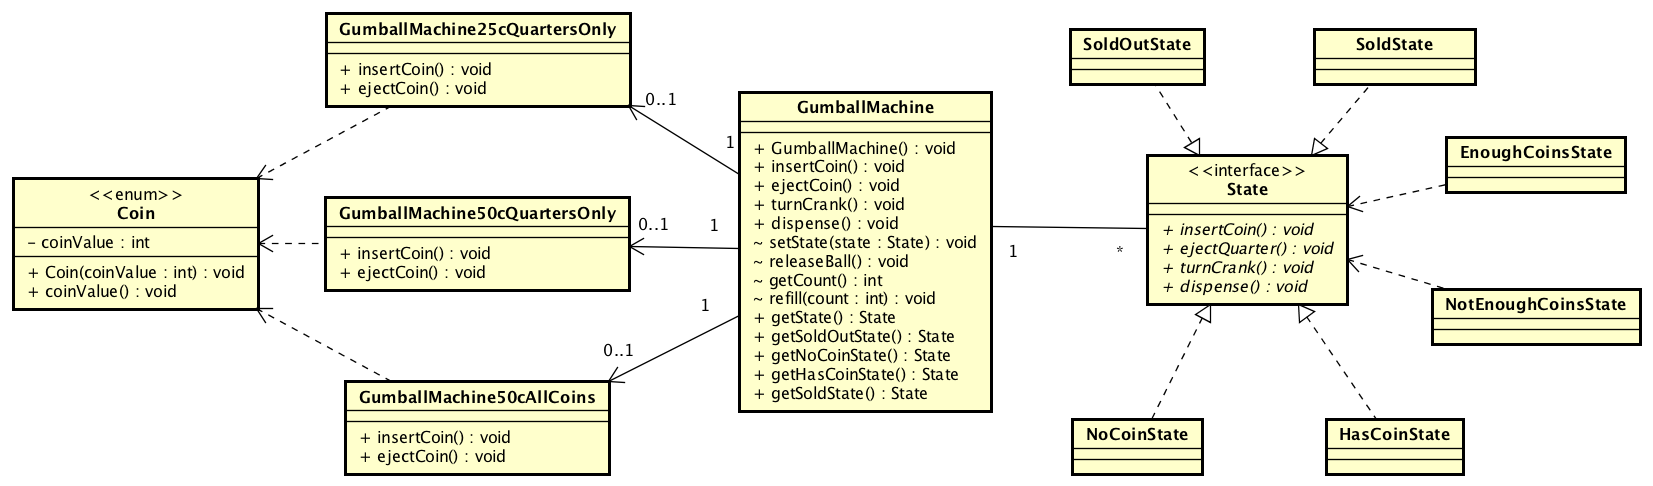 GumballMachine25cQuartersOnly
+ insertCoin() : void
+ ejectCoin() : void
<<enum>>
Coin
– coinValue : int
+ Coin(coinValue : int) : void
+ coinValue() : void
GumballMachine50cQuartersOnly
+ insertCoin() : void
+ ejectCoin() : void
GumballMachine50cAllCoins
+ insertCoin() : void
+ ejectCoin() : void
0..1
1
0..1
1
0..1
1
GumballMachine
+ GumballMachine() : void
+ insertCoin() : void
+ ejectCoin() : void
+ turnCrank() : void
+ dispense() : void
~ setState(state : State) : void
~ releaseBall() : void
~ getCount() : int
~ refill(count : int) : void
+ getState() : State
+ getSoldOutState() : State
+ getNoCoinState() : State
+ getHasCoinState() : State
+ getSoldState() : State
1
*
SoldOutState
SoldState
<<interface>>
State
+ insertCoin() : void
+ ejectQuarter() : void
+ turnCrank() : void
+ dispense() : void
EnoughCoinsState
NotEnoughCoinsState
NoCoinState
HasCoinState